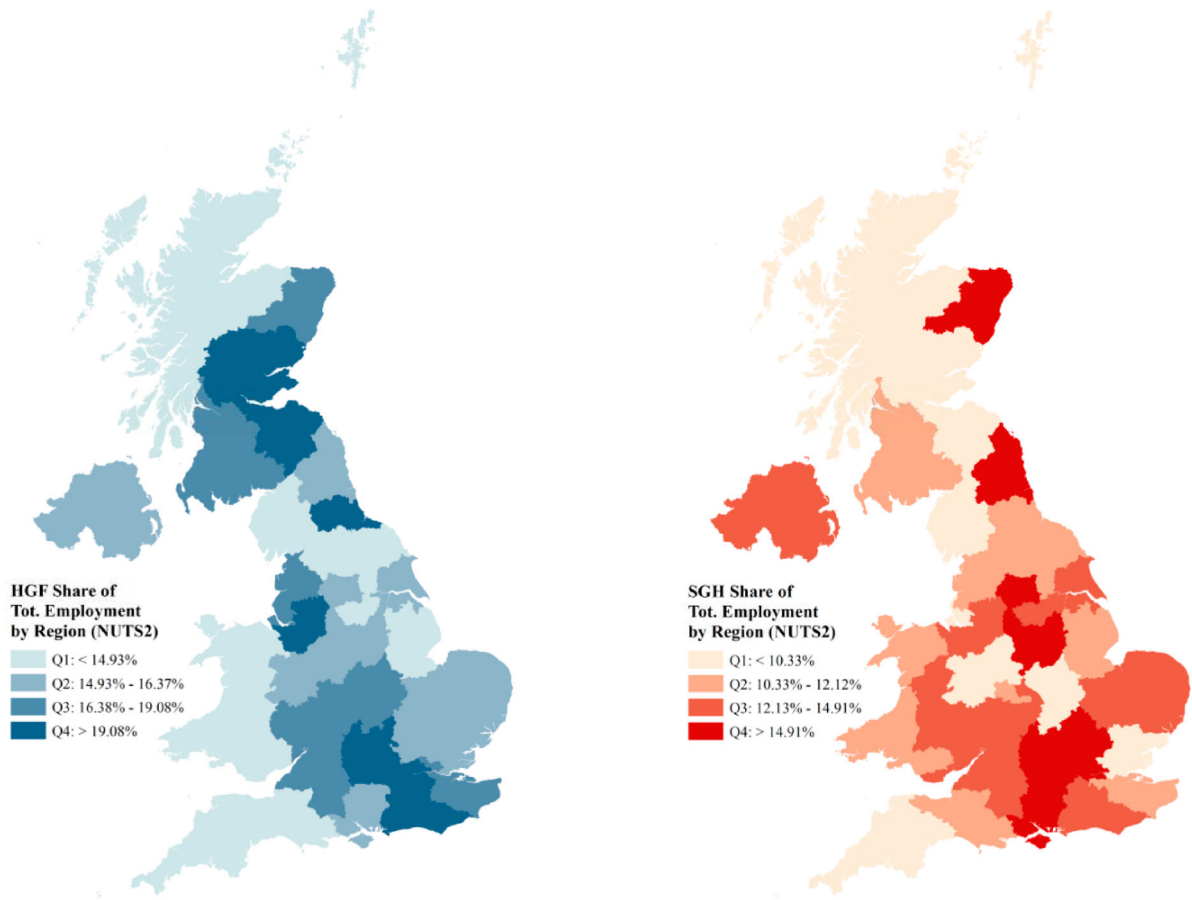 HGF Share of
Tot. Employment
by Region (NUTS2)
Q1: < 14.93%
Q2: 14.93% - 16.37%
Q3: 16.38% - 19.08%
Q4: > 19.08%
SGH Share of
Tot. Employment
by Region (NUTS2)
Q1: < 10.33%
Q2: 10.33% - 12.12%
Q3: 12.13% - 14.91%
Q4: > 14.91%